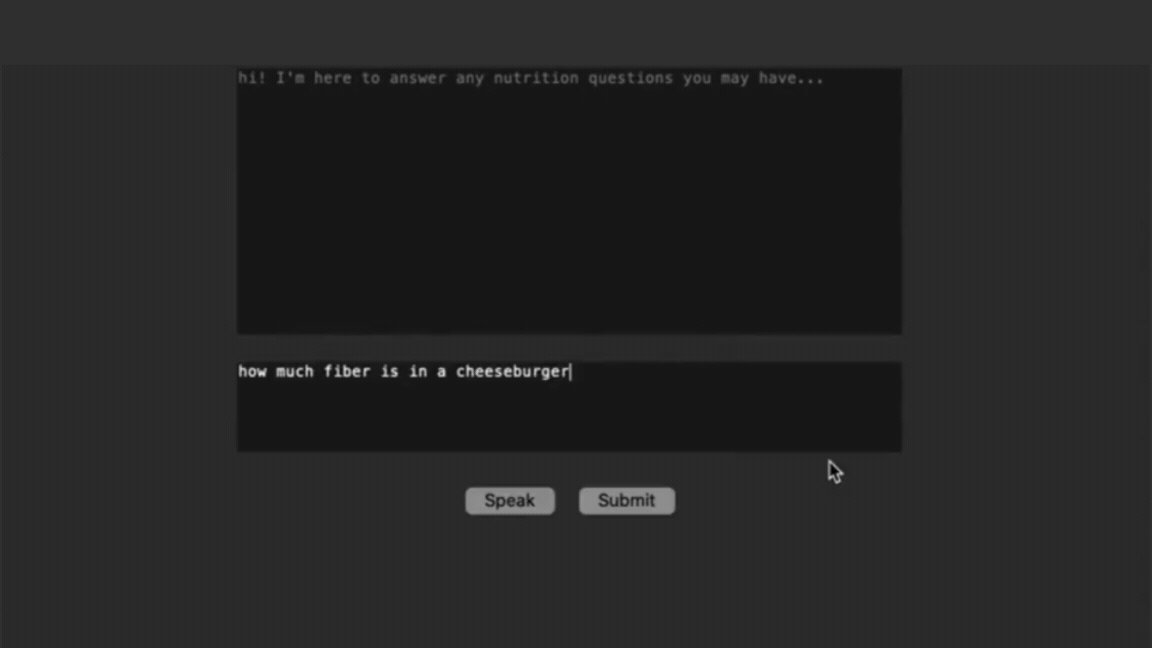 hi! I'm here to answer any nutrition questions you may have...
how much fiber is in a cheeseburger
Speak
Submit